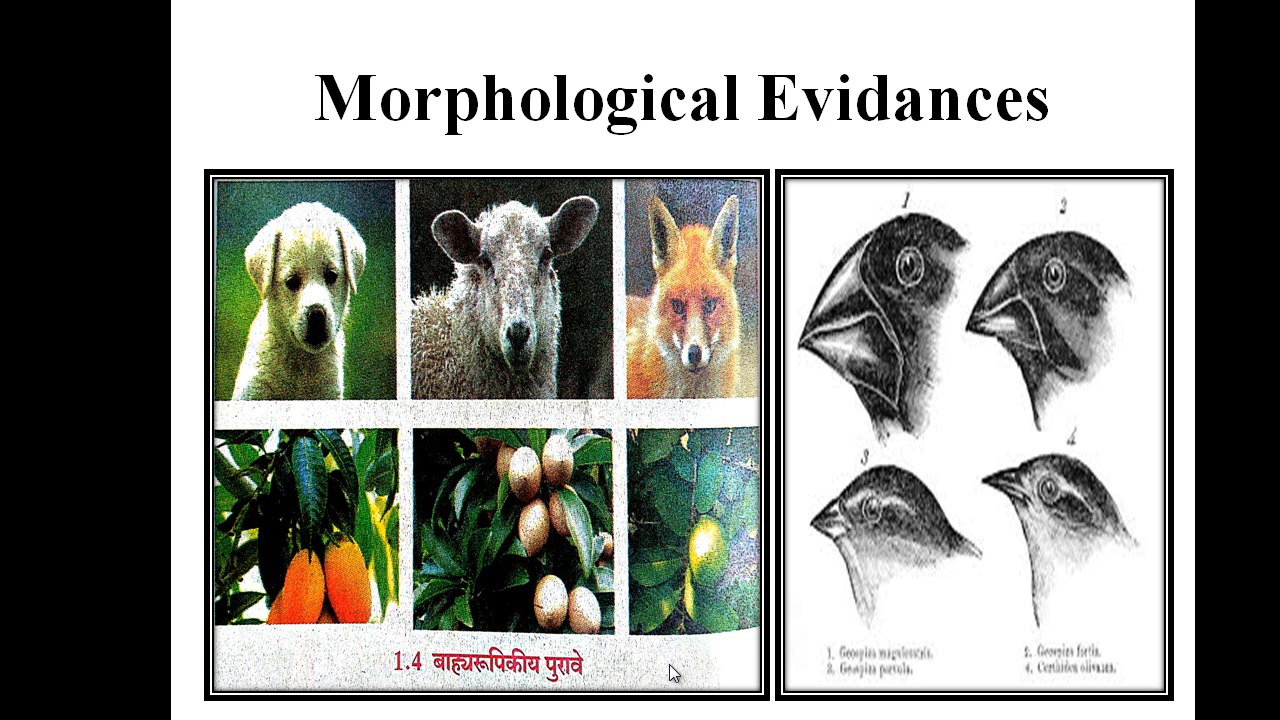 Morphological Evidances
1.4 बाह्यरूपिकीय पुरावे
1
2
3
4
1. Geospiza magnirostris.
2. Geospiza fortis.
3. Geospiza parvula.
4. Certhidea olivacea.